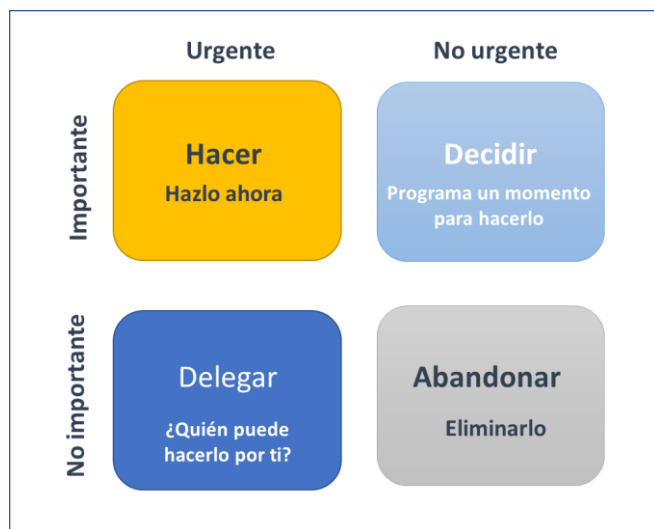 Urgente
No urgente
Importante
Hacer
Hazlo ahora
Decidir
Programa un momento
para hacerlo
No importante
Delegar
¿Quién puede
hacerlo por ti?
Abandonar
Eliminarlo